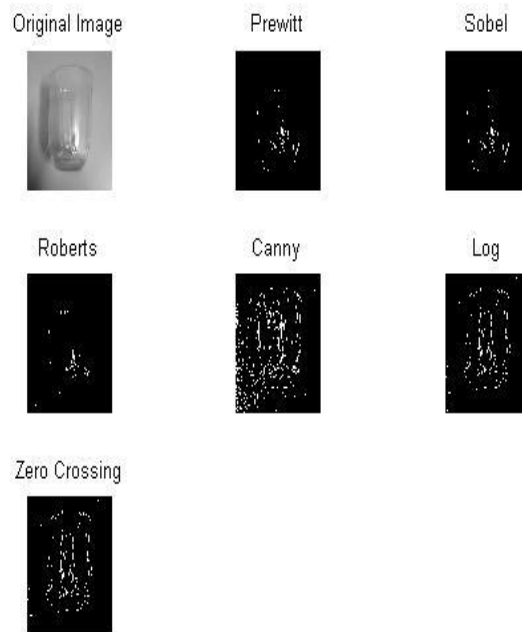 Original Image
Prewitt
Sobel
Roberts
Canny
Log
Zero Crossing